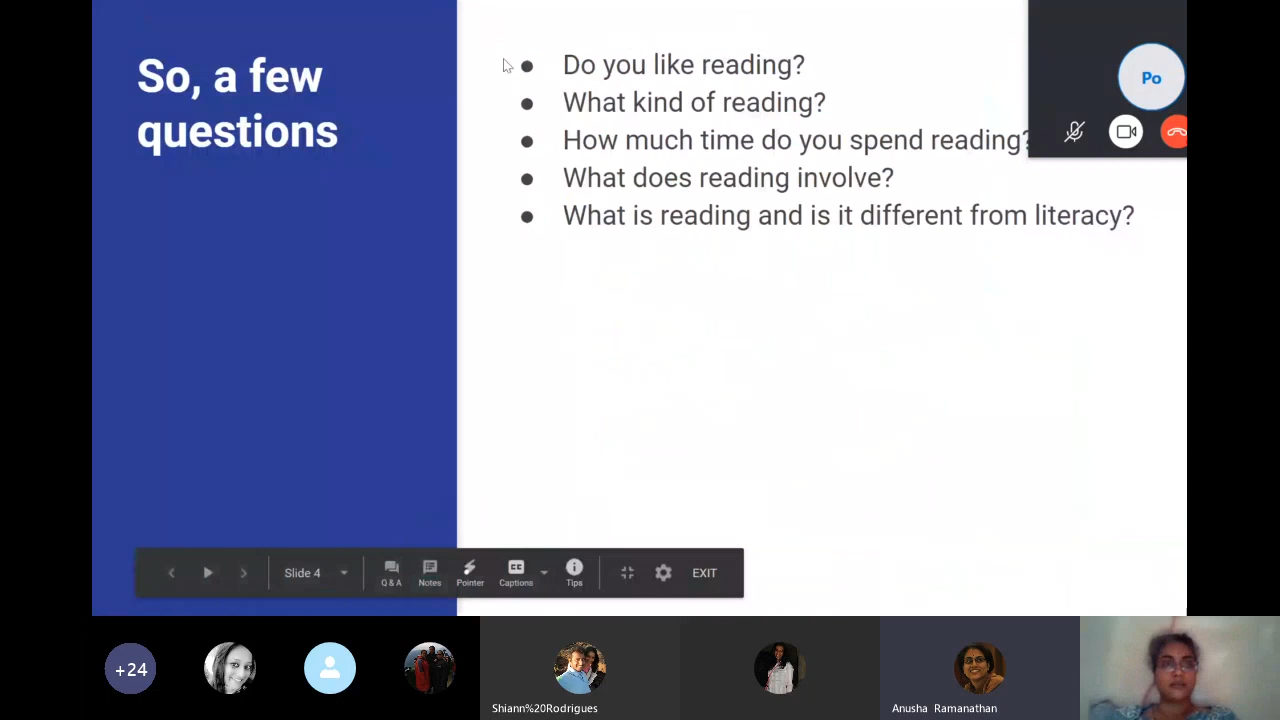 So, a few
questions
Do you like reading?
What kind of reading?
How much time do you spend reading?
What does reading involve?
What is reading and is it different from literacy?
Po
Slide 4
Q & A
Notes
Pointer
Captions
Tips
EXIT
+24
Shiann%20Rodrigues
Anusha Ramanathan